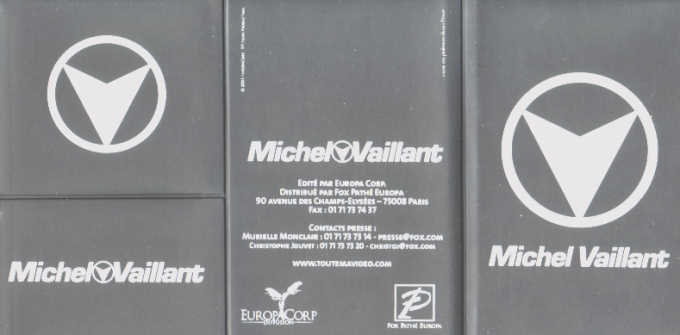 Michel Vaillant
Michel Vaillant
EDITÉ PAR EUROPA CORP.
DISTRIBUÉ PAR FOX PATHÉ EUROPA
90 AVENUE DES CHAMPS-ELYSÉES – 75008 PARIS
FAX : 01 71 73 74 37
CONTACTS PRESSE :
MURIELLE MONCLAIR : 01 71 73 73 14 - PRESSE@FOX.COM
CHRISTOPHE JOUVET : 01 71 73 73 20 - CHRISTOJ@FOX.COM
WWW.TOUTEMAVIDEO.COM
EUROPACORP
DIFFUSION
P
FOX PATHÉ EUROPA
Michel Vaillant